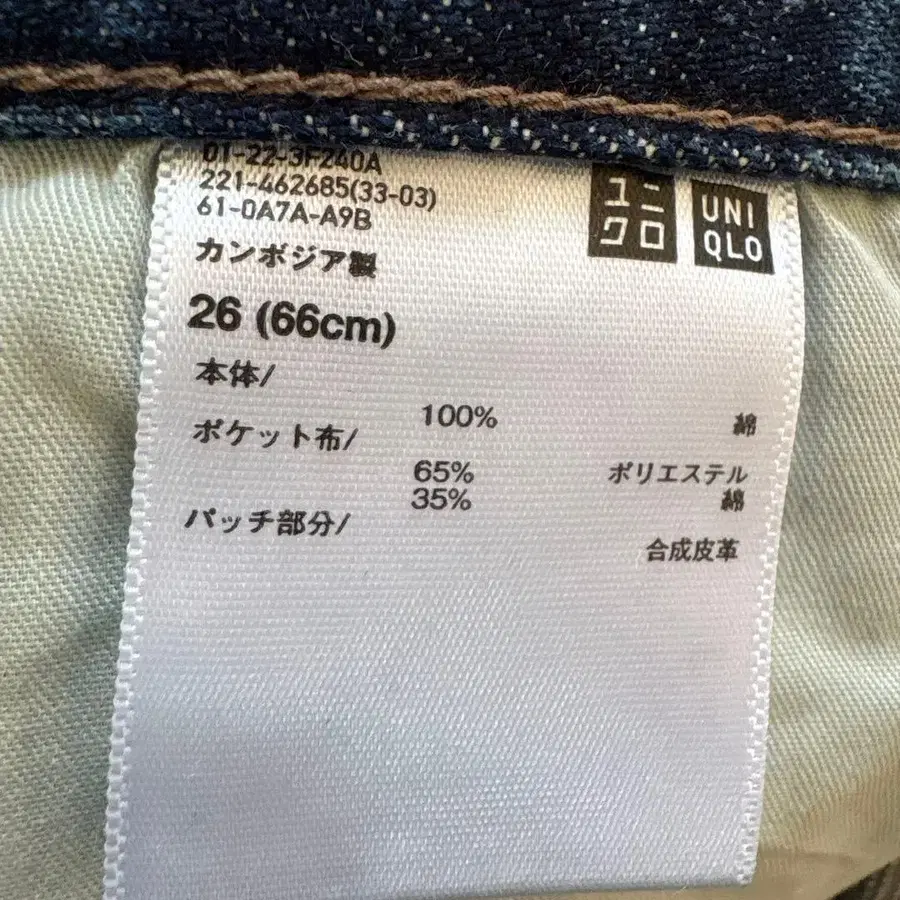 01-22-3F240A
221-462685(33-03)
61-0A7A-A9B
ユニ
クロ
UNI
QLO
カンボジア製
26 (66cm)
本体/
100% 綿
ポケット布/
65% ポリエステル
35% 綿
パッチ部分/
合成皮革